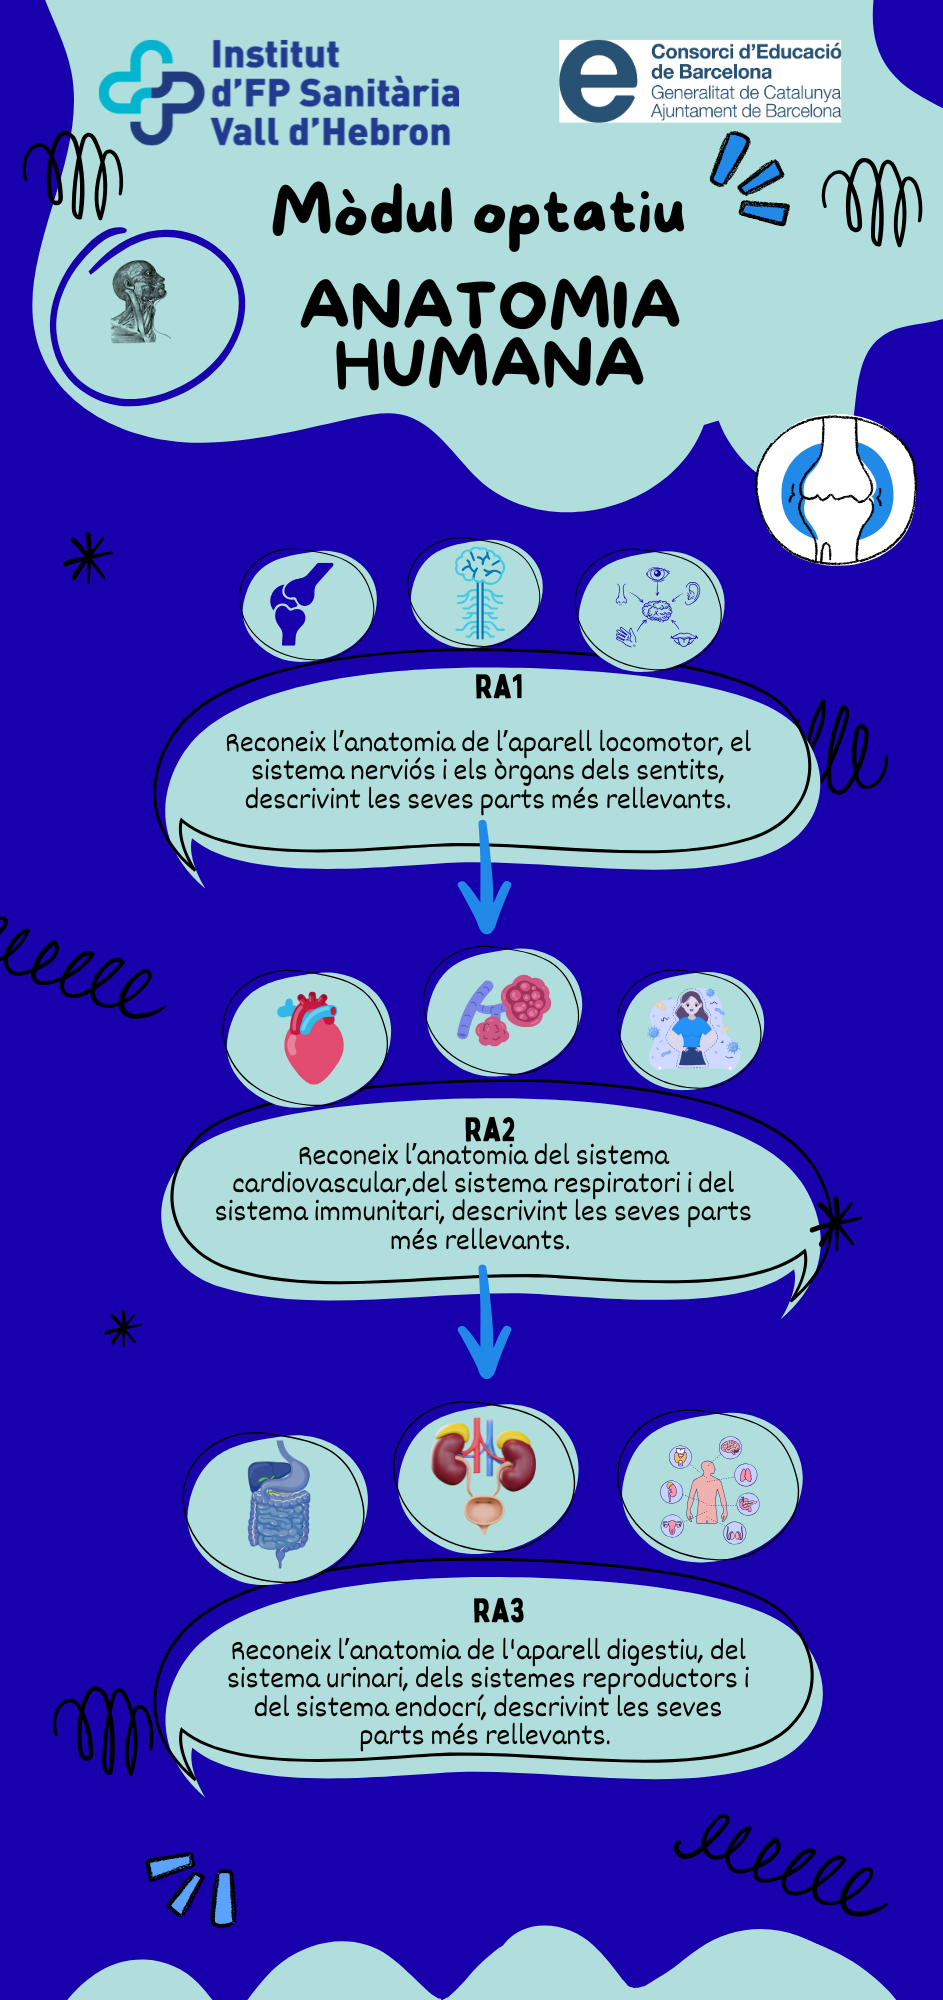 Institut
d'FP Sanitària
Vall d'Hebron
Consorci d'Educació
de Barcelona
Generalitat de Catalunya
Ajuntament de Barcelona
Mòdul optatiu
ANATOMIA
HUMANA
RA1
Reconeix l'anatomia de l'aparell locomotor, el
sistema nerviós i els òrgans dels sentits,
descrivint les seves parts més rellevants.
RA2
Reconeix l'anatomia del sistema
cardiovascular,del sistema respiratori i del
sistema immunitari, descrivint les seves parts
més rellevants.
RA3
Reconeix l'anatomia de l'aparell digestiu, del
sistema urinari, dels sistemes reproductors i
del sistema endocrí, descrivint les seves
parts més rellevants.